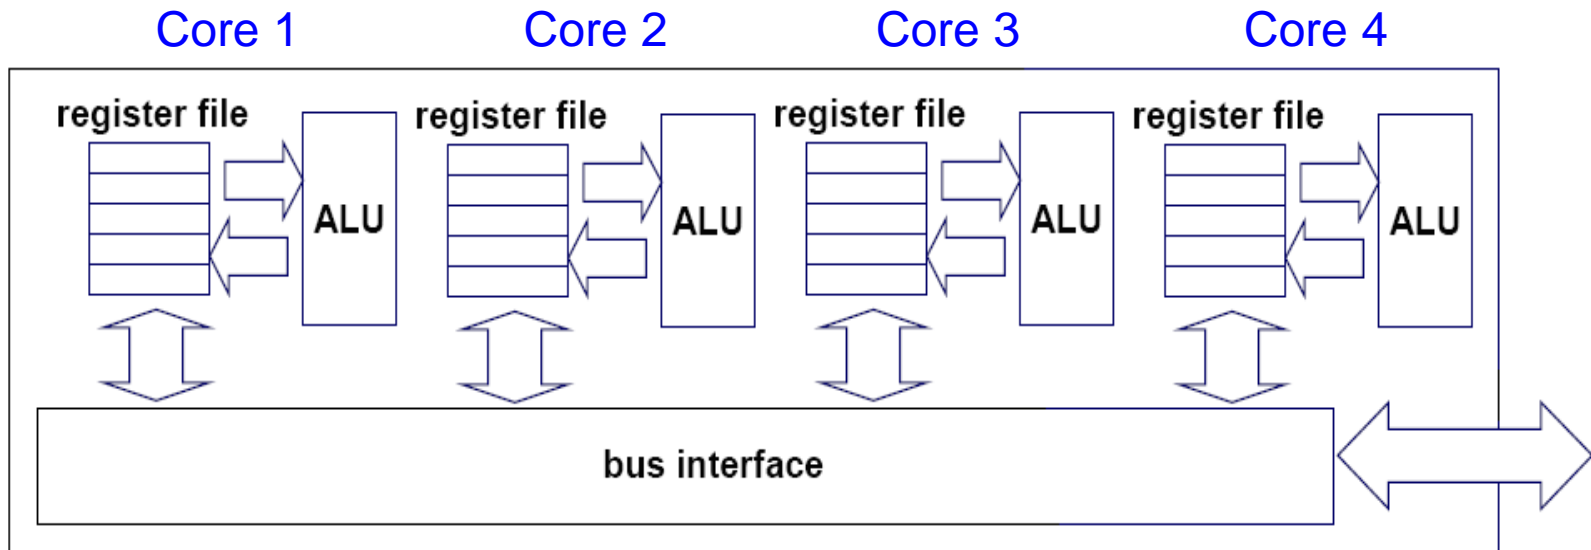 Core 1 Core 2 Core 3 Core 4
register file register file register file register file
ALU ALU ALU ALU
bus interface